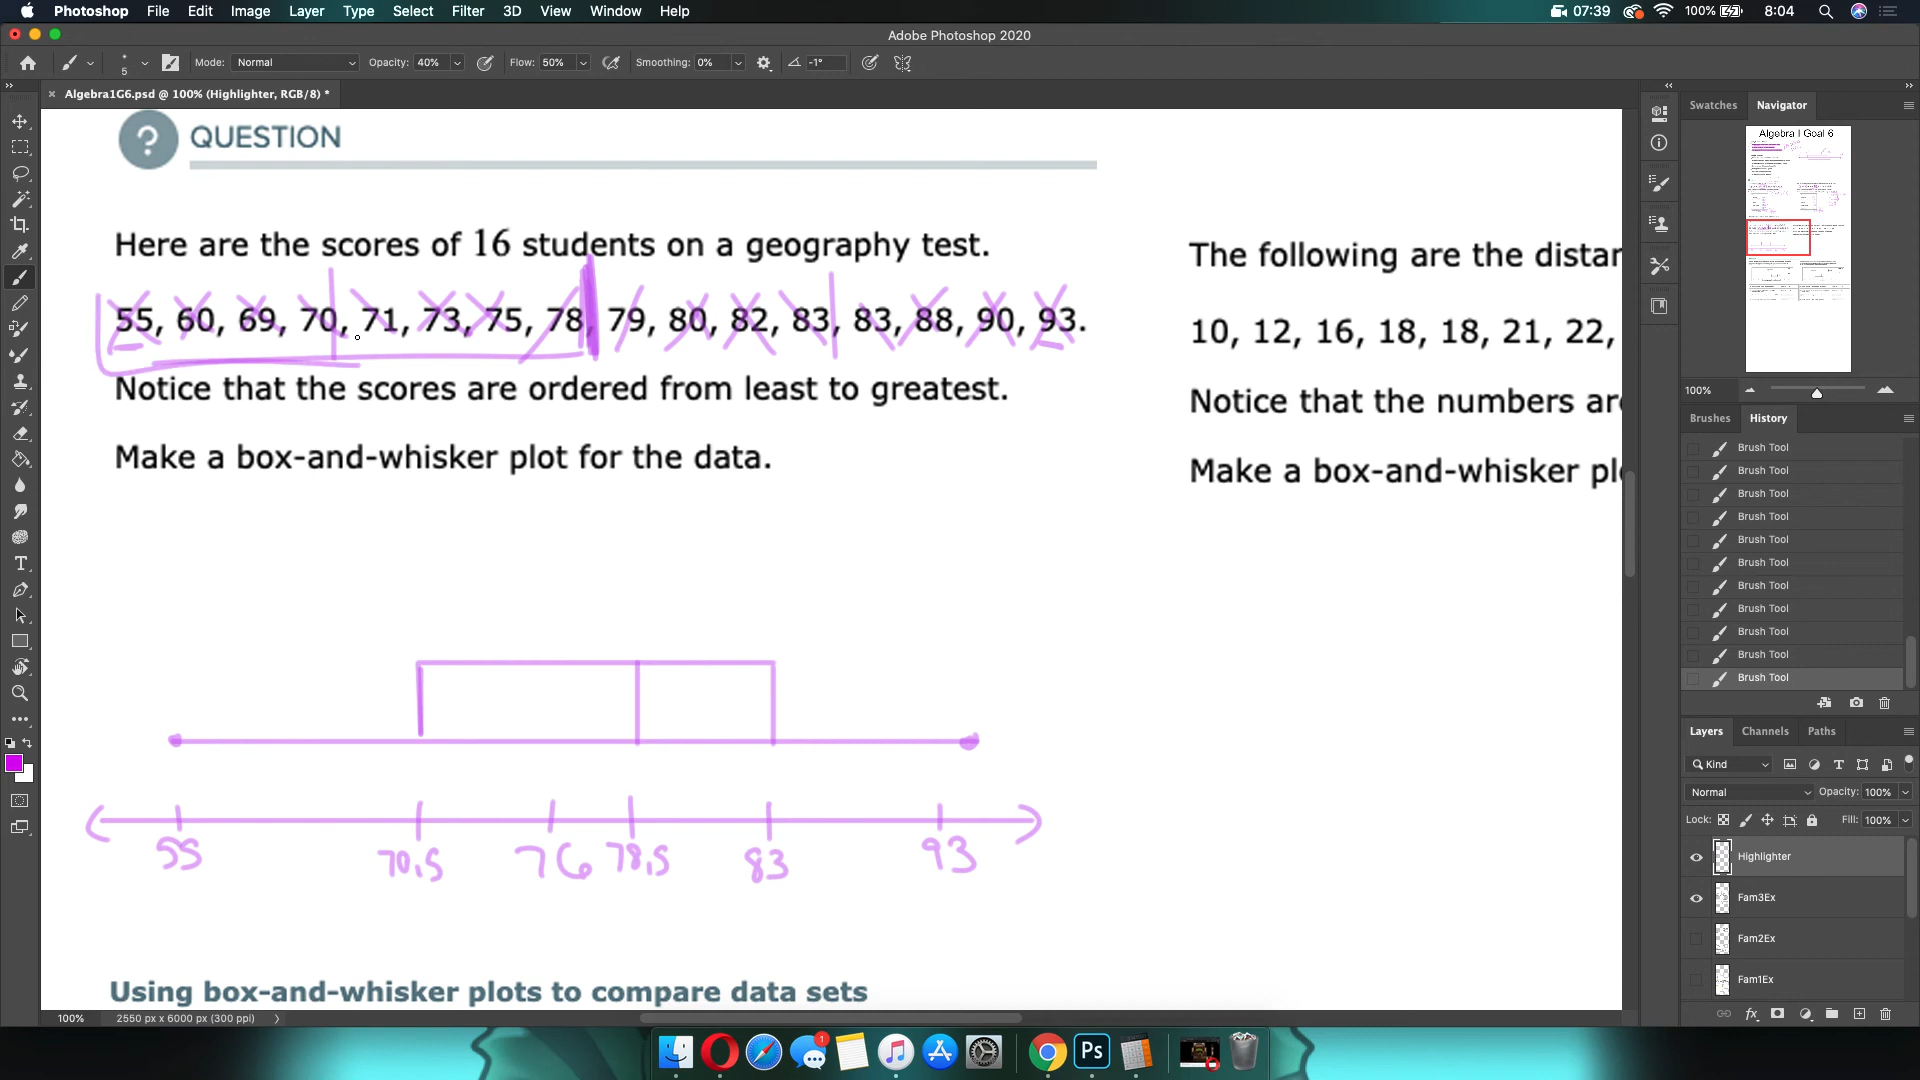 Photoshop File Edit Image Layer Type Select Filter 3D View Window Help 07:39 100% 8:04
Adobe Photoshop 2020
5 Mode: Normal Opacity: 40% Flow: 50% Smoothing: 0% -1°
Algebra1G6.psd @ 100% (Highlighter, RGB/8) *
? QUESTION
Here are the scores of 16 students on a geography test.
55, 60, 69, 70, 71, 73, 75, 78, 79, 80, 82, 83, 83, 88, 90, 93.
Notice that the scores are ordered from least to greatest.
Make a box-and-whisker plot for the data.
55 70.5 76 78.5 83 93
Using box-and-whisker plots to compare data sets
The following are the distan
10, 12, 16, 18, 18, 21, 22,
Notice that the numbers are
Make a box-and-whisker pl
100% 2550 px x 6000 px (300 ppi)
Swatches Navigator
Algebra I Goal 6
100%
Brushes History
Brush Tool
Brush Tool
Brush Tool
Brush Tool
Brush Tool
Brush Tool
Brush Tool
Brush Tool
Brush Tool
Brush Tool
Brush Tool
Layers Channels Paths
Kind
Normal Opacity: 100%
Lock: Fill: 100%
Highlighter
Fam3Ex
Fam2Ex
Fam1Ex
fx
1
Ps